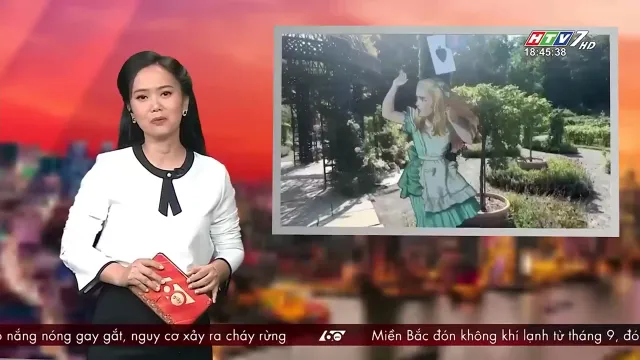 HTV7 HD
18:45:38
nắng nóng gay gắt, nguy cơ xảy ra cháy rừng
60
Miền Bắc đón không khí lạnh từ tháng 9,